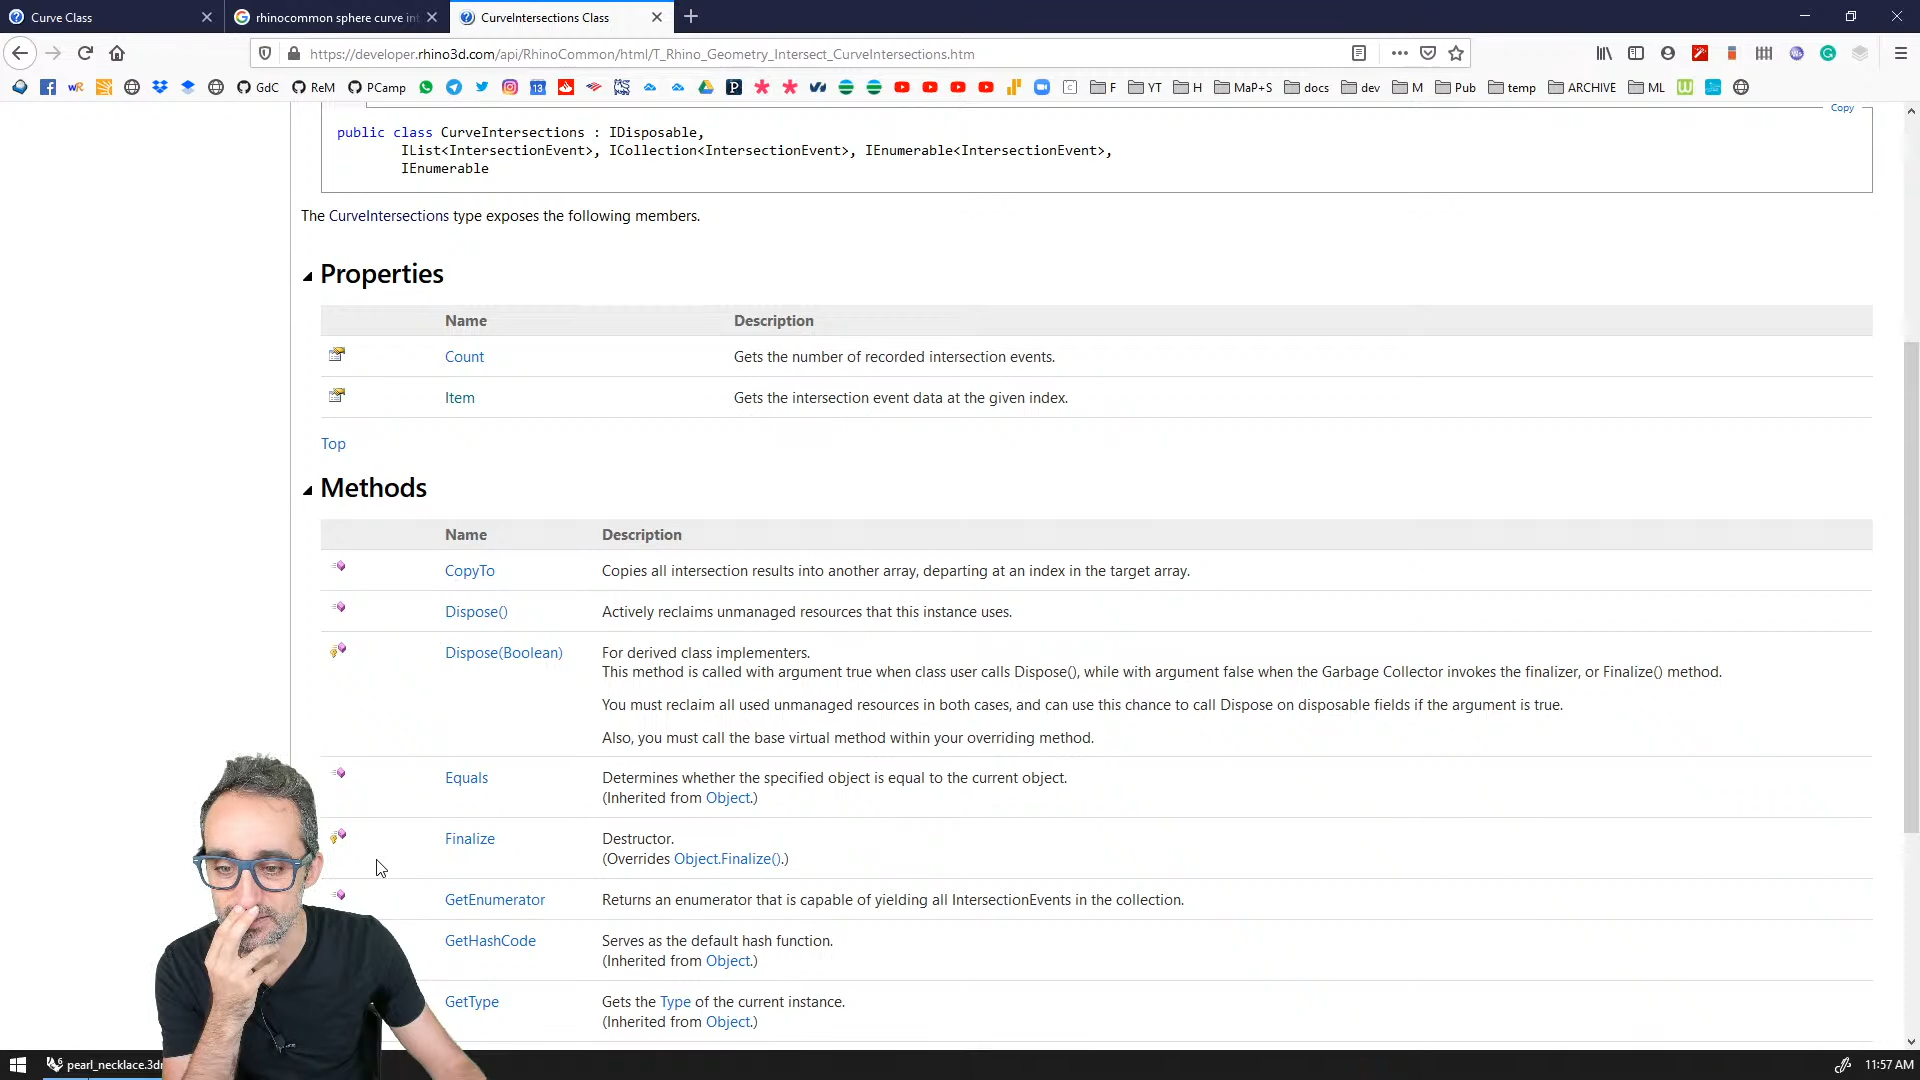 Curve Class
rhinocommon sphere curve int
CurveIntersections Class
https://developer.rhino3d.com/api/RhinoCommon/html/T_Rhino_Geometry_Intersect_CurveIntersections.htm
GdC ReM PCamp F YT H MaP+S docs dev M Pub temp ARCHIVE ML
Copy
public class CurveIntersections : IDisposable,
IList<IntersectionEvent>, ICollection<IntersectionEvent>, IEnumerable<IntersectionEvent>,
IEnumerable
The CurveIntersections type exposes the following members.
Properties
Name Description
Count Gets the number of recorded intersection events.
Item Gets the intersection event data at the given index.
Top
Methods
Name Description
CopyTo Copies all intersection results into another array, departing at an index in the target array.
Dispose() Actively reclaims unmanaged resources that this instance uses.
Dispose(Boolean) For derived class implementers.
This method is called with argument true when class user calls Dispose(), while with argument false when the Garbage Collector invokes the finalizer, or Finalize() method.
You must reclaim all used unmanaged resources in both cases, and can use this chance to call Dispose on disposable fields if the argument is true.
Also, you must call the base virtual method within your overriding method.
Equals Determines whether the specified object is equal to the current object.
(Inherited from Object.)
Finalize Destructor.
(Overrides Object.Finalize().)
GetEnumerator Returns an enumerator that is capable of yielding all IntersectionEvents in the collection.
GetHashCode Serves as the default hash function.
(Inherited from Object.)
GetType Gets the Type of the current instance.
(Inherited from Object.)
pearl_necklace.3dm
11:57 AM